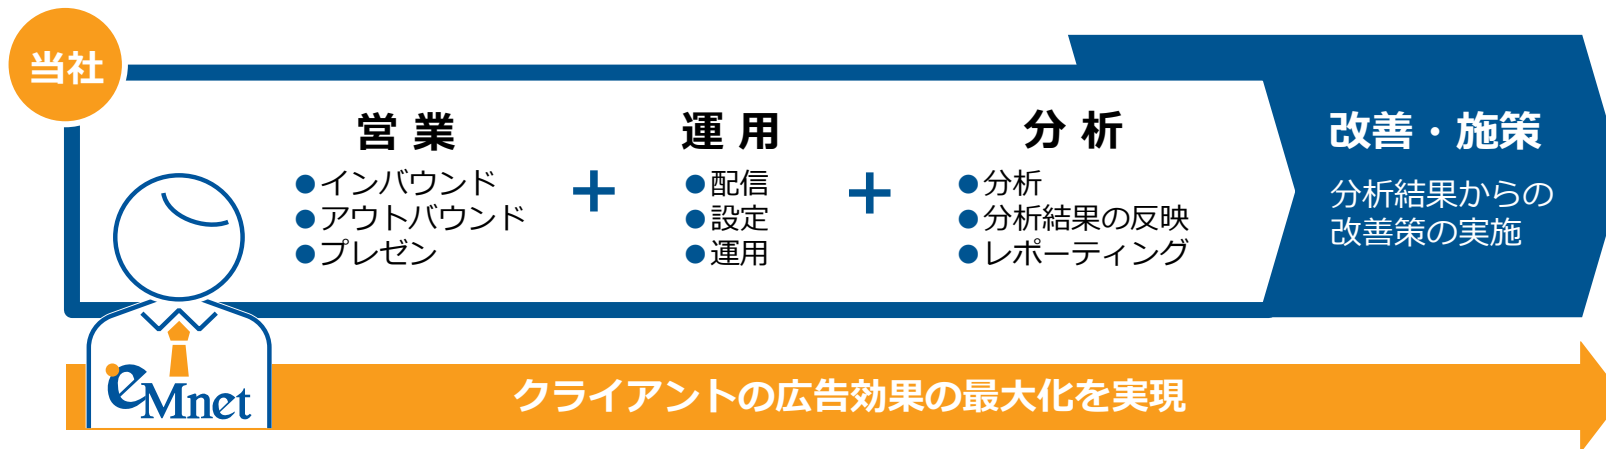 当社
営業
●インバウンド
●アウトバウンド
●プレゼン
＋
運用
●配信
●設定
●運用
＋
分析
●分析
●分析結果の反映
●レポーティング
改善・施策
分析結果からの
改善策の実施
eMnet
クライアントの広告効果の最大化を実現